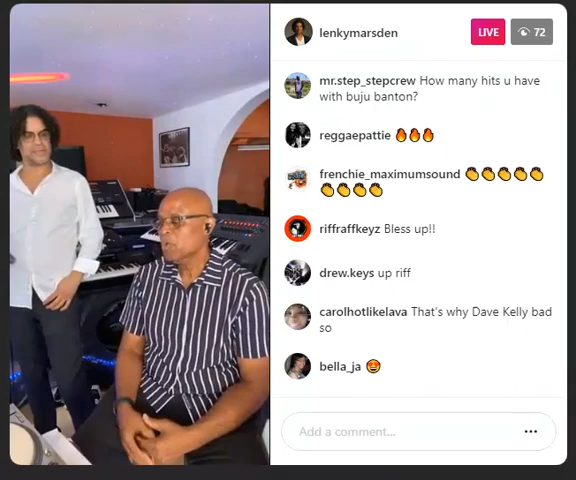 lenkymarsden
LIVE
72
mr.step_stepcrew How many hits u have
with buju banton?
reggaepattie 🔥🔥🔥
frenchie_maximumsound 👏👏👏👏👏
👏👏👏👏
riffraffkeyz Bless up!!
drew.keys up riff
carolhotlikelava That's why Dave Kelly bad
so
bella_ja 😍
Add a comment...